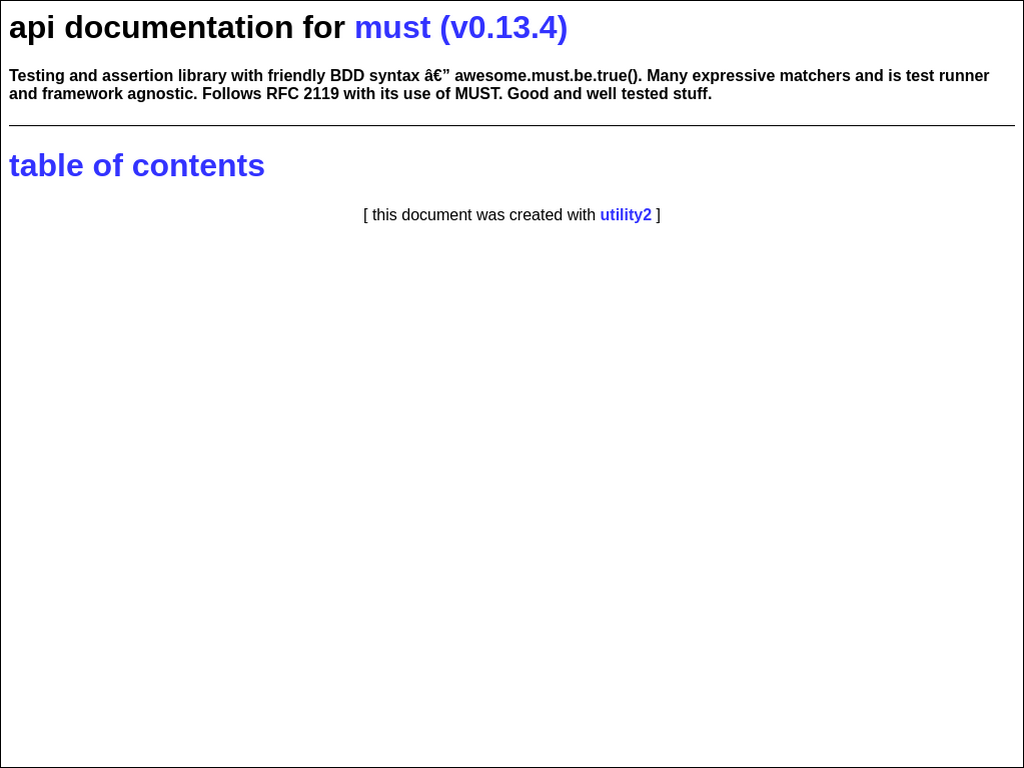 api documentation for must (v0.13.4)
Testing and assertion library with friendly BDD syntax â€” awesome.must.be.true(). Many expressive matchers and is test runner
and framework agnostic. Follows RFC 2119 with its use of MUST. Good and well tested stuff.
table of contents
[ this document was created with utility2 ]